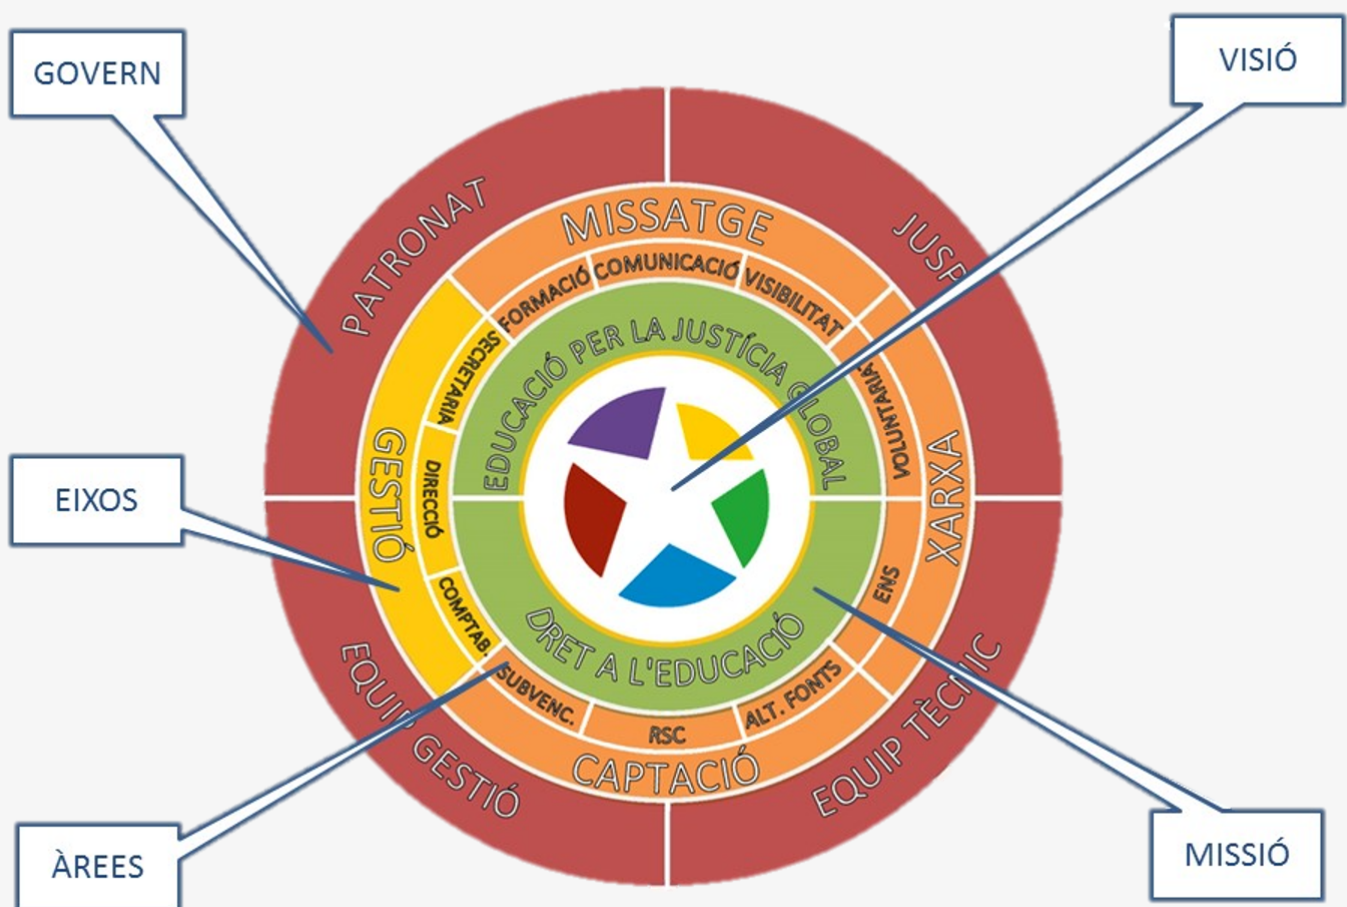 GOVERN
VISIÓ
PATRONAT
JUSP
MISSATGE
FORMACIÓ
COMUNICACIÓ
VISIBILITAT
SECRETARIA
EDUCACIÓ PER LA JUSTÍCIA GLOBAL
VOLUNTARIAT
GESTIÓ
DIRECCIÓ
XARXA
EIXOS
COMPTAB.
ENS
DRET A L'EDUCACIÓ
SUBVENC.
RSC
ALT. FONTS
CAPTACIÓ
EQUIP GESTIÓ
EQUIP TÈCNIC
ÀREES
MISSIÓ